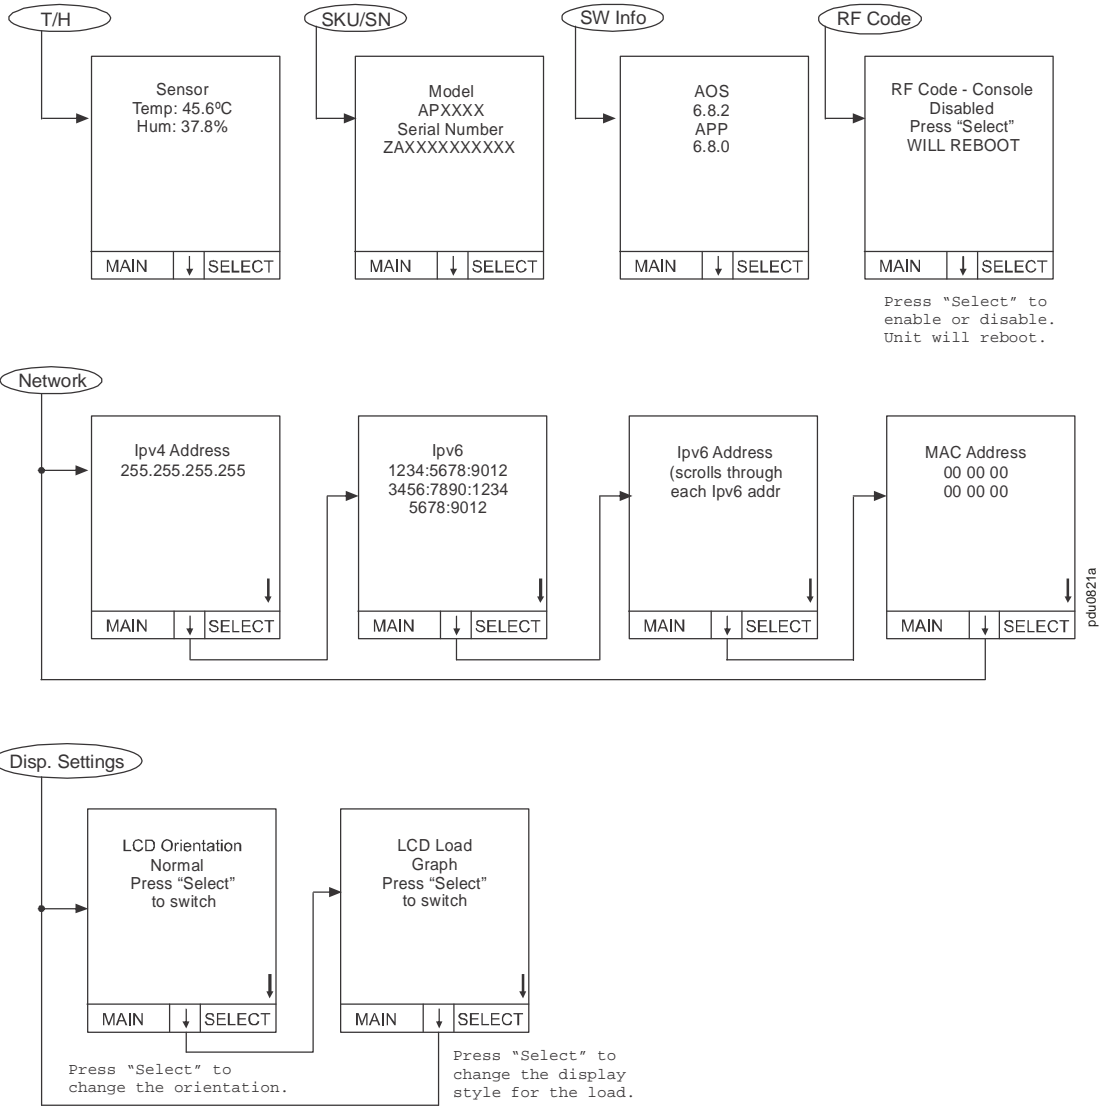 T/H
Sensor
Temp: 45.6ºC
Hum: 37.8%
MAIN ↓ SELECT
SKU/SN
Model
APXXXX
Serial Number
ZAXXXXXXXXXX
MAIN ↓ SELECT
SW Info
AOS
6.8.2
APP
6.8.0
MAIN ↓ SELECT
RF Code
RF Code - Console
Disabled
Press “Select”
WILL REBOOT
MAIN ↓ SELECT
Press “Select” to
enable or disable.
Unit will reboot.
Network
Ipv4 Address
255.255.255.255
MAIN ↓ SELECT
Ipv6
1234:5678:9012
3456:7890:1234
5678:9012
MAIN ↓ SELECT
Ipv6 Address
(scrolls through
each Ipv6 addr
MAIN ↓ SELECT
MAC Address
00 00 00
00 00 00
MAIN ↓ SELECT
pdu0821a
Disp. Settings
LCD Orientation
Normal
Press “Select”
to switch
MAIN ↓ SELECT
Press “Select” to
change the orientation.
LCD Load
Graph
Press “Select”
to switch
MAIN ↓ SELECT
Press “Select” to
change the display
style for the load.